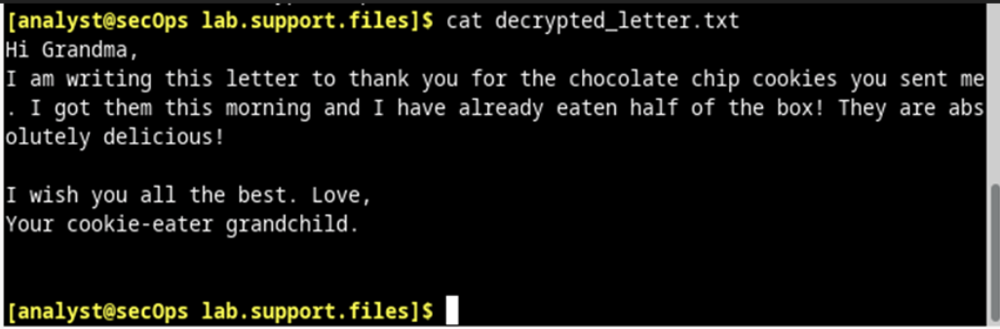 [analyst@secOps lab.support.files]$ cat decrypted_letter.txt
Hi Grandma,
I am writing this letter to thank you for the chocolate chip cookies you sent me
. I got them this morning and I have already eaten half of the box! They are abs
olutely delicious!
I wish you all the best. Love,
Your cookie-eater grandchild.
[analyst@secOps lab.support.files]$